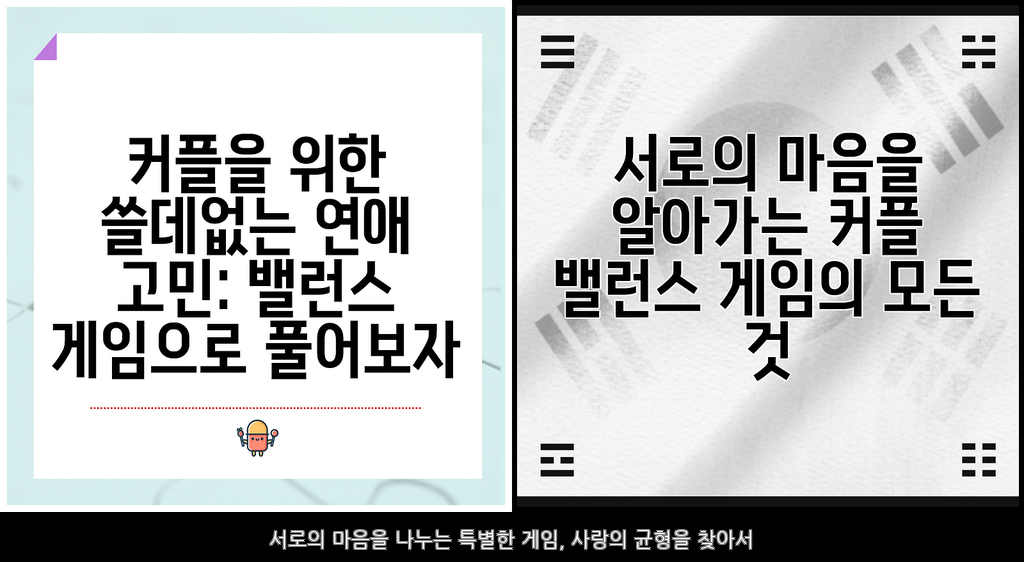 커플을 위한
쓸데없는 연애
고민: 밸런스
게임으로 풀어보자
서로의 마음을
알아가는 커플
밸런스 게임의 모든
것
서로의 마음을 나누는 특별한 게임, 사랑의 균형을 찾아서